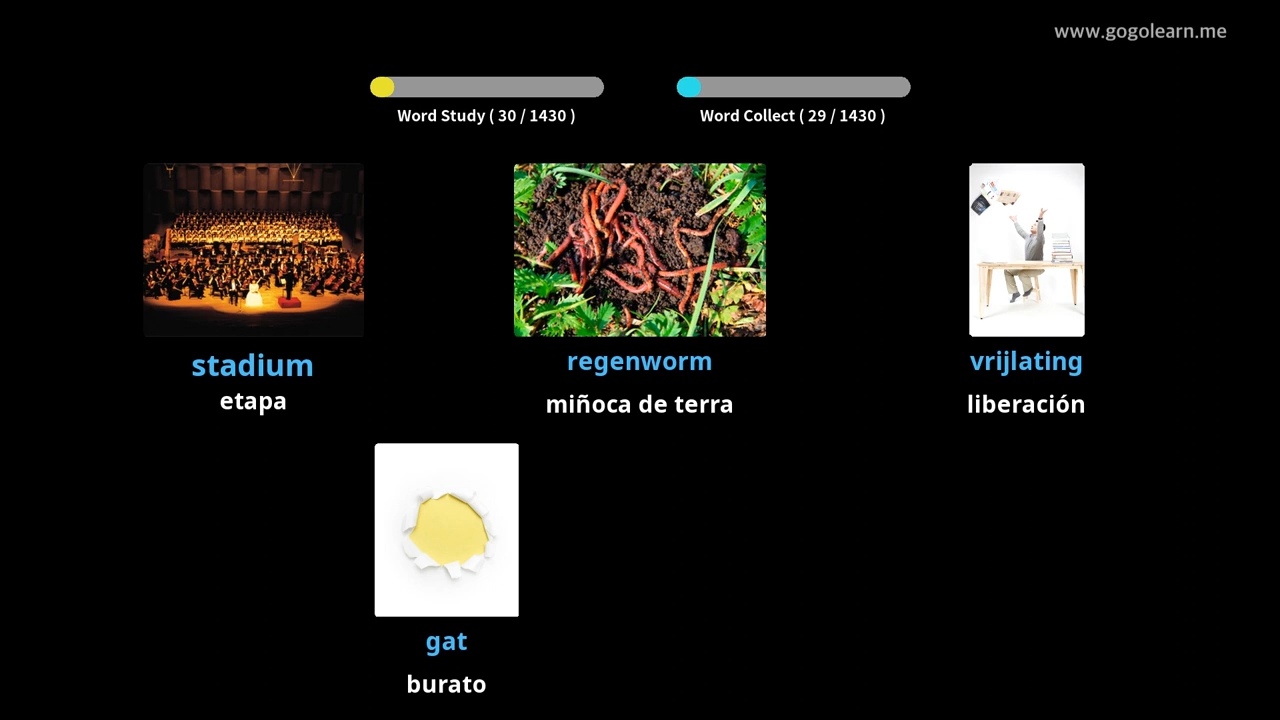 www.gogolearn.me
Word Study ( 30 / 1430 )
Word Collect ( 29 / 1430 )
stadium
etapa
regenworm
miñoca de terra
vrijlating
liberación
gat
burato